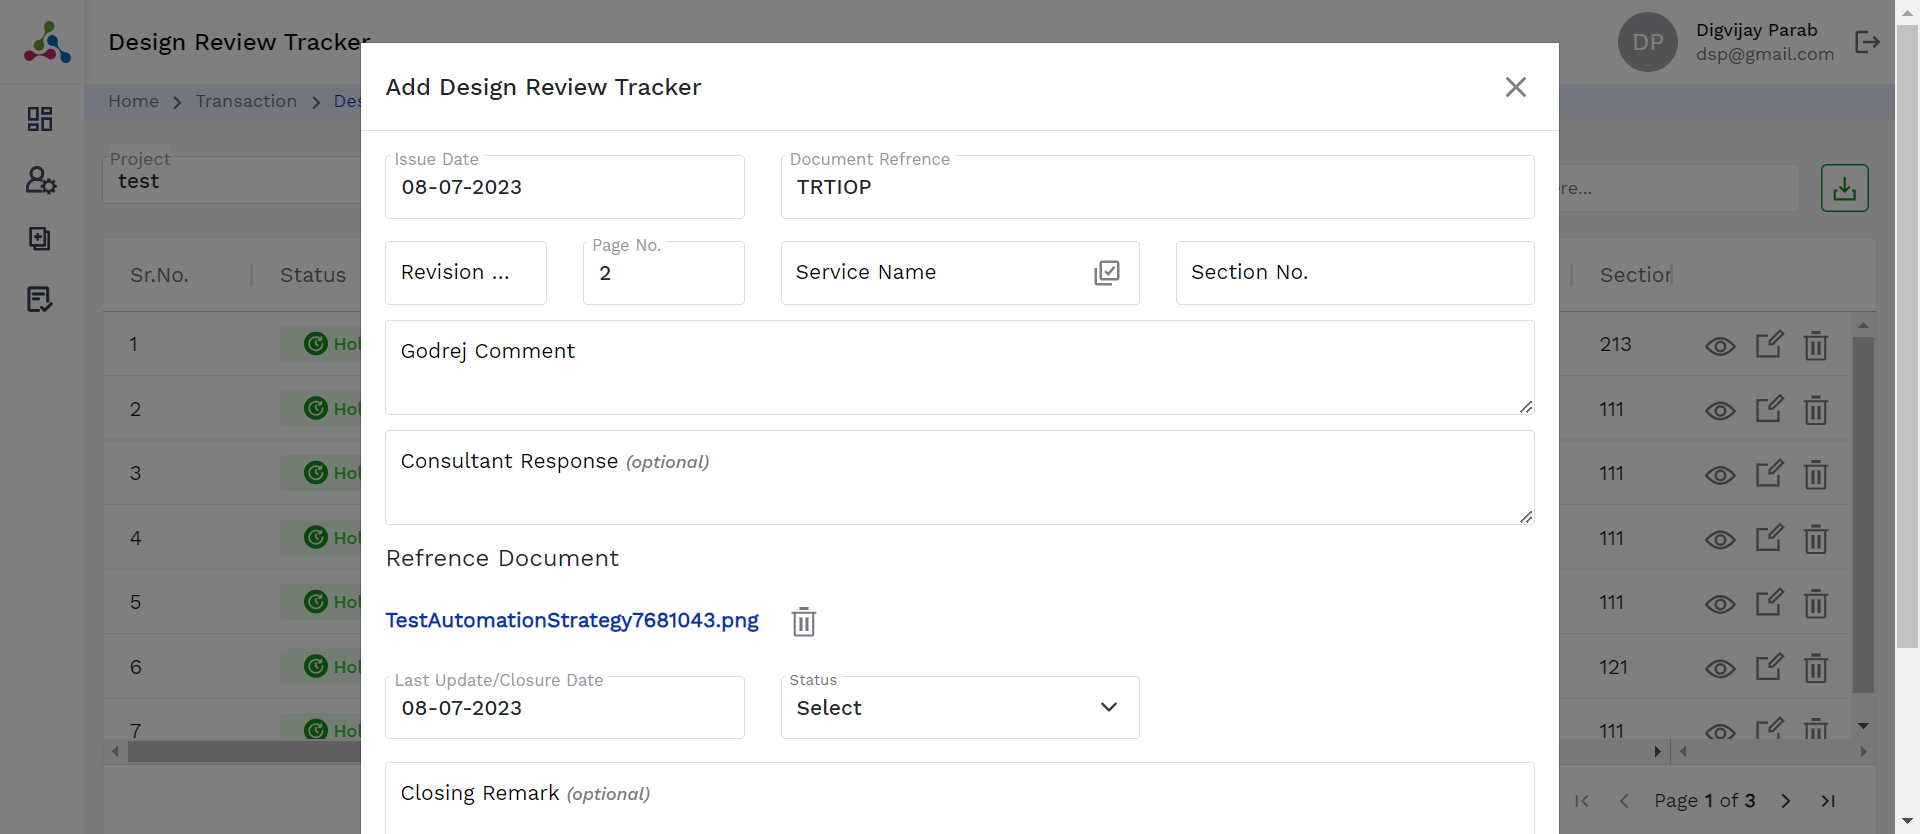 Design Review Tracker
DP
Digvijay Parab
dsp@gmail.com
Home > Transaction > Des
Project
test
Add Design Review Tracker
Issue Date
08-07-2023
Document Refrence
TRTIOP
Revision ...
Page No.
2
Service Name
Section No.
Godrej Comment
Consultant Response (optional)
Refrence Document
TestAutomationStrategy7681043.png
Last Update/Closure Date
08-07-2023
Status
Select
Closing Remark (optional)
re...
Sr.No. Status Section
1 Hol 213
2 Hol 111
3 Hol 111
4 Hol 111
5 Hol 111
6 Hol 121
7 Hol 111
Page 1 of 3